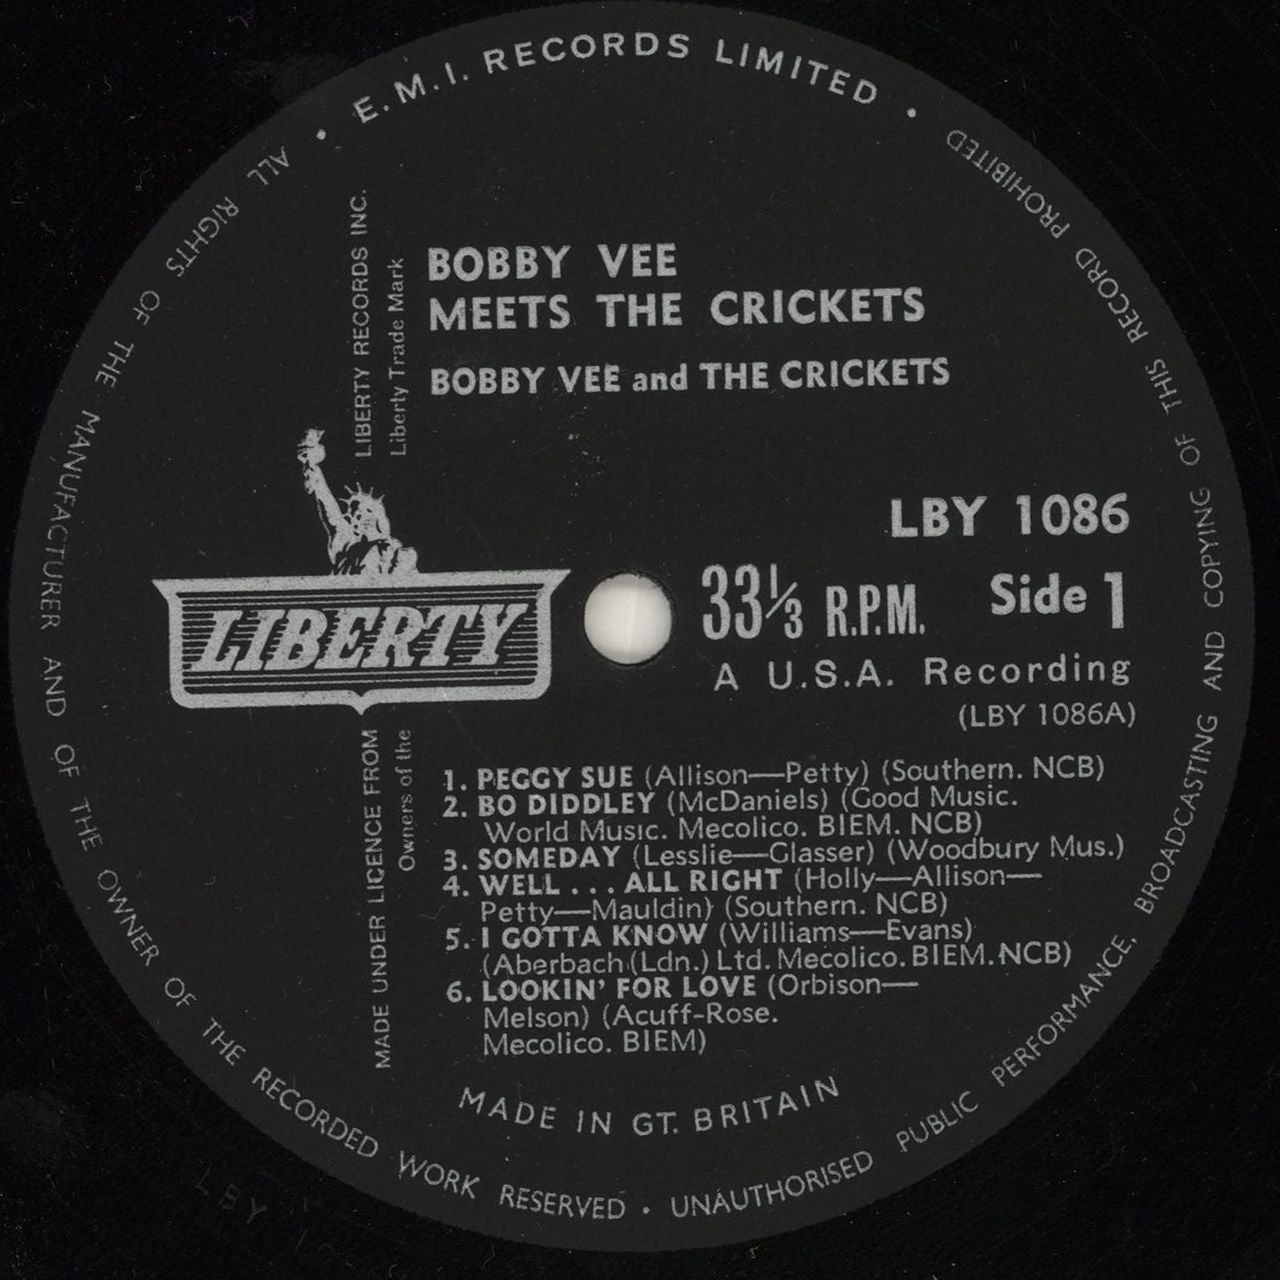 E.M.I. RECORDS LIMITED •
ALL RIGHTS OF THE MANUFACTURER AND OF THE OWNER OF THE RECORDED WORK RESERVED • UNAUTHORISED PUBLIC PERFORMANCE, BROADCASTING AND COPYING OF THIS RECORD PROHIBITED •
LIBERTY RECORDS INC.
Liberty Trade Mark
BOBBY VEE
MEETS THE CRICKETS
BOBBY VEE and THE CRICKETS
LBY 1086
33⅓ R.P.M. Side 1
A U.S.A. Recording
(LBY 1086A)
LIBERTY
MADE UNDER LICENCE FROM
Owners of the
1. PEGGY SUE (Allison—Petty) (Southern. NCB)
2. BO DIDDLEY (McDaniels) (Good Music.
World Music. Mecolico. BIEM. NCB)
3. SOMEDAY (Lesslie—Glasser) (Woodbury Mus.)
4. WELL . . . ALL RIGHT (Holly—Allison—
Petty—Mauldin) (Southern. NCB)
5. I GOTTA KNOW (Williams—Evans)
(Aberbach (Ldn.) Ltd. Mecolico. BIEM. NCB)
6. LOOKIN' FOR LOVE (Orbison—
Melson) (Acuff-Rose.
Mecolico. BIEM)
MADE IN GT. BRITAIN
LBY